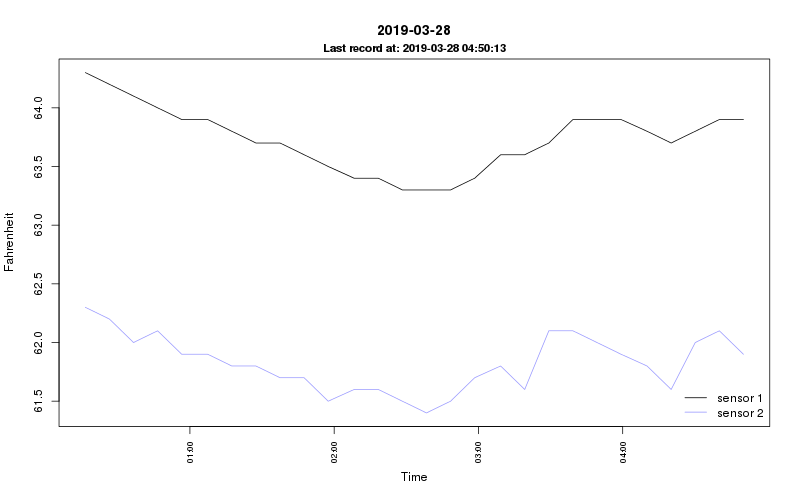 2019-03-28
Last record at: 2019-03-28 04:50:13
Fahrenheit
64.0
63.5
63.0
62.5
62.0
61.5
sensor 1
sensor 2
01:00
02:00
03:00
04:00
Time